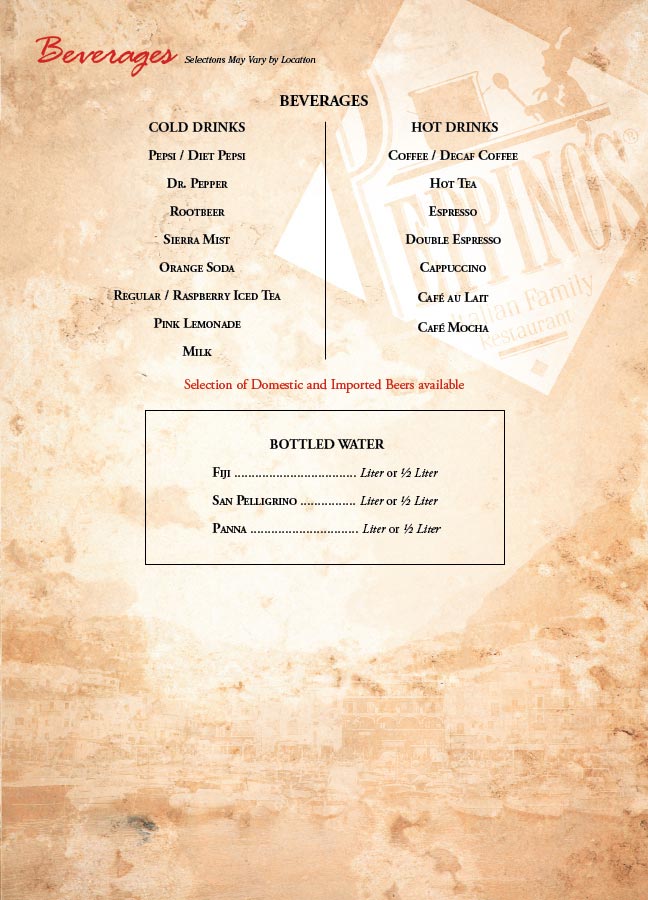 Beverages Selections May Vary by Location
BEVERAGES
COLD DRINKS
Pepsi / Diet Pepsi
Dr. Pepper
Rootbeer
Sierra Mist
Orange Soda
Regular / Raspberry Iced Tea
Pink Lemonade
Milk
HOT DRINKS
Coffee / Decaf Coffee
Hot Tea
Espresso
Double Espresso
Cappuccino
Café au Lait
Café Mocha
PEPPINO'S®
Italian Family
Restaurant
Selection of Domestic and Imported Beers available
BOTTLED WATER
Fiji ................................... Liter or ½ Liter
San Pelligrino ................ Liter or ½ Liter
Panna ............................... Liter or ½ Liter